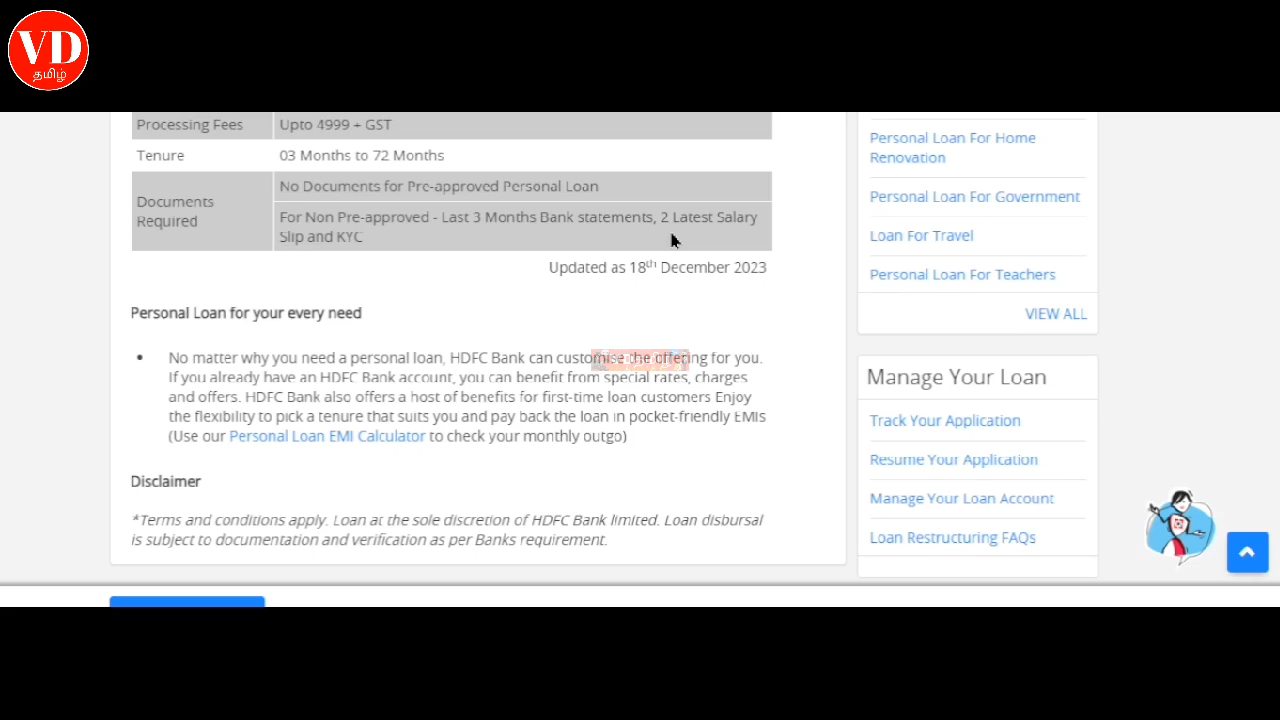 VD
தமிழ்
Processing Fees Upto 4999 + GST
Tenure 03 Months to 72 Months
Documents Required
No Documents for Pre-approved Personal Loan
For Non Pre-approved - Last 3 Months Bank statements, 2 Latest Salary
Slip and KYC
Updated as 18th December 2023
Personal Loan for your every need
• No matter why you need a personal loan, HDFC Bank can customise the offering for you.
If you already have an HDFC Bank account, you can benefit from special rates, charges
and offers. HDFC Bank also offers a host of benefits for first-time loan customers Enjoy
the flexibility to pick a tenure that suits you and pay back the loan in pocket-friendly EMIs
(Use our Personal Loan EMI Calculator to check your monthly outgo)
Disclaimer
*Terms and conditions apply. Loan at the sole discretion of HDFC Bank limited. Loan disbursal
is subject to documentation and verification as per Banks requirement.
Personal Loan For Home
Renovation
Personal Loan For Government
Loan For Travel
Personal Loan For Teachers
VIEW ALL
Manage Your Loan
Track Your Application
Resume Your Application
Manage Your Loan Account
Loan Restructuring FAQs